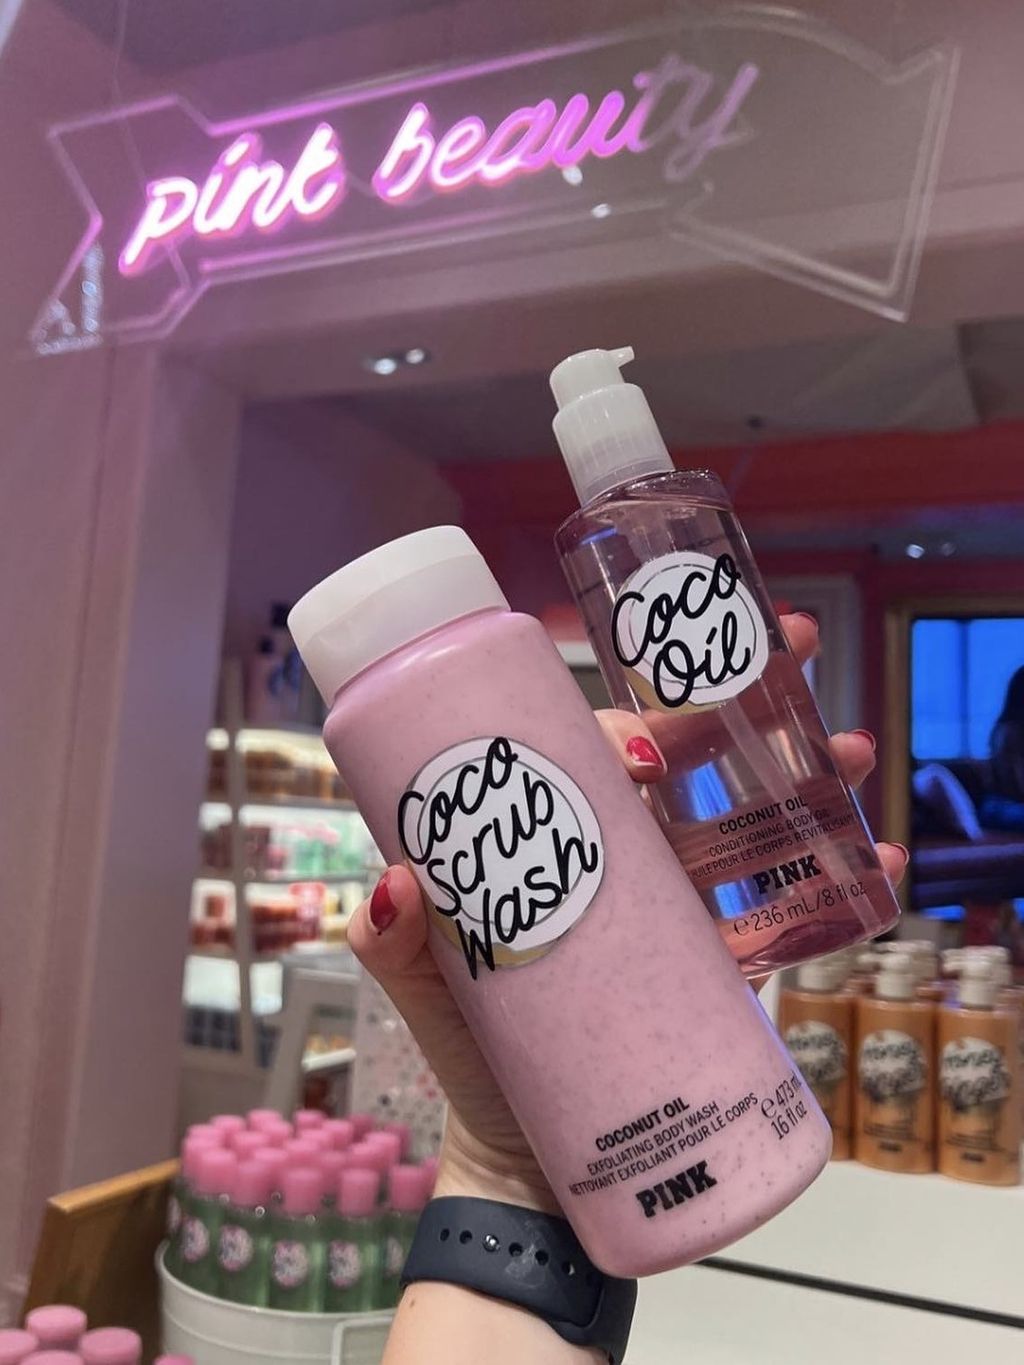 pink beauty
Coco
Oil
COCONUT OIL
CONDITIONING BODY OIL
HUILE POUR LE CORPS REVITALISANTE
PINK
℮236 mL/8 fl oz
Coco
Scrub
Wash
COCONUT OIL
EXFOLIATING BODY WASH
NETTOYANT EXFOLIANT POUR LE CORPS
PINK
℮473 mL
16 fl oz